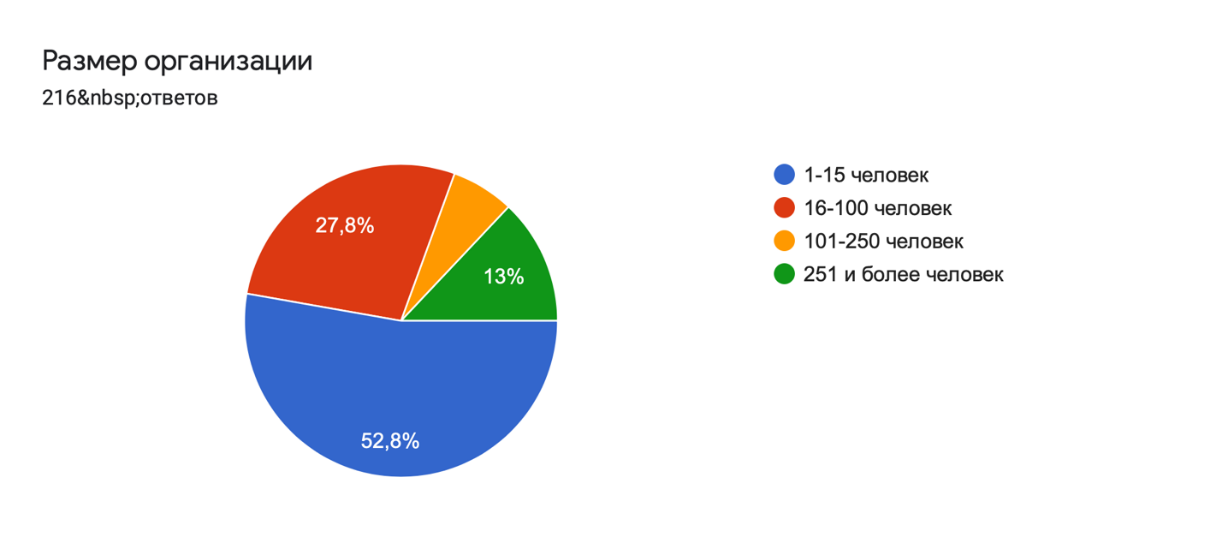 Размер организации
216&nbsp;ответов
27,8%
13%
52,8%
1-15 человек
16-100 человек
101-250 человек
251 и более человек